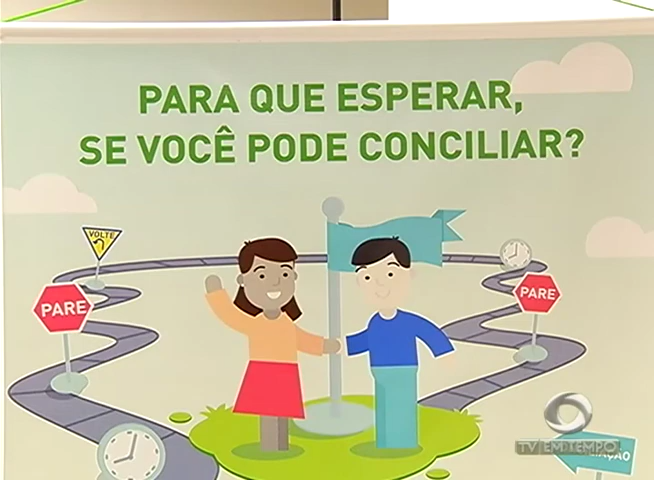 PARA QUE ESPERAR,
SE VOCÊ PODE CONCILIAR?
VOLTE
PARE
PARE
TV EM TEMPO